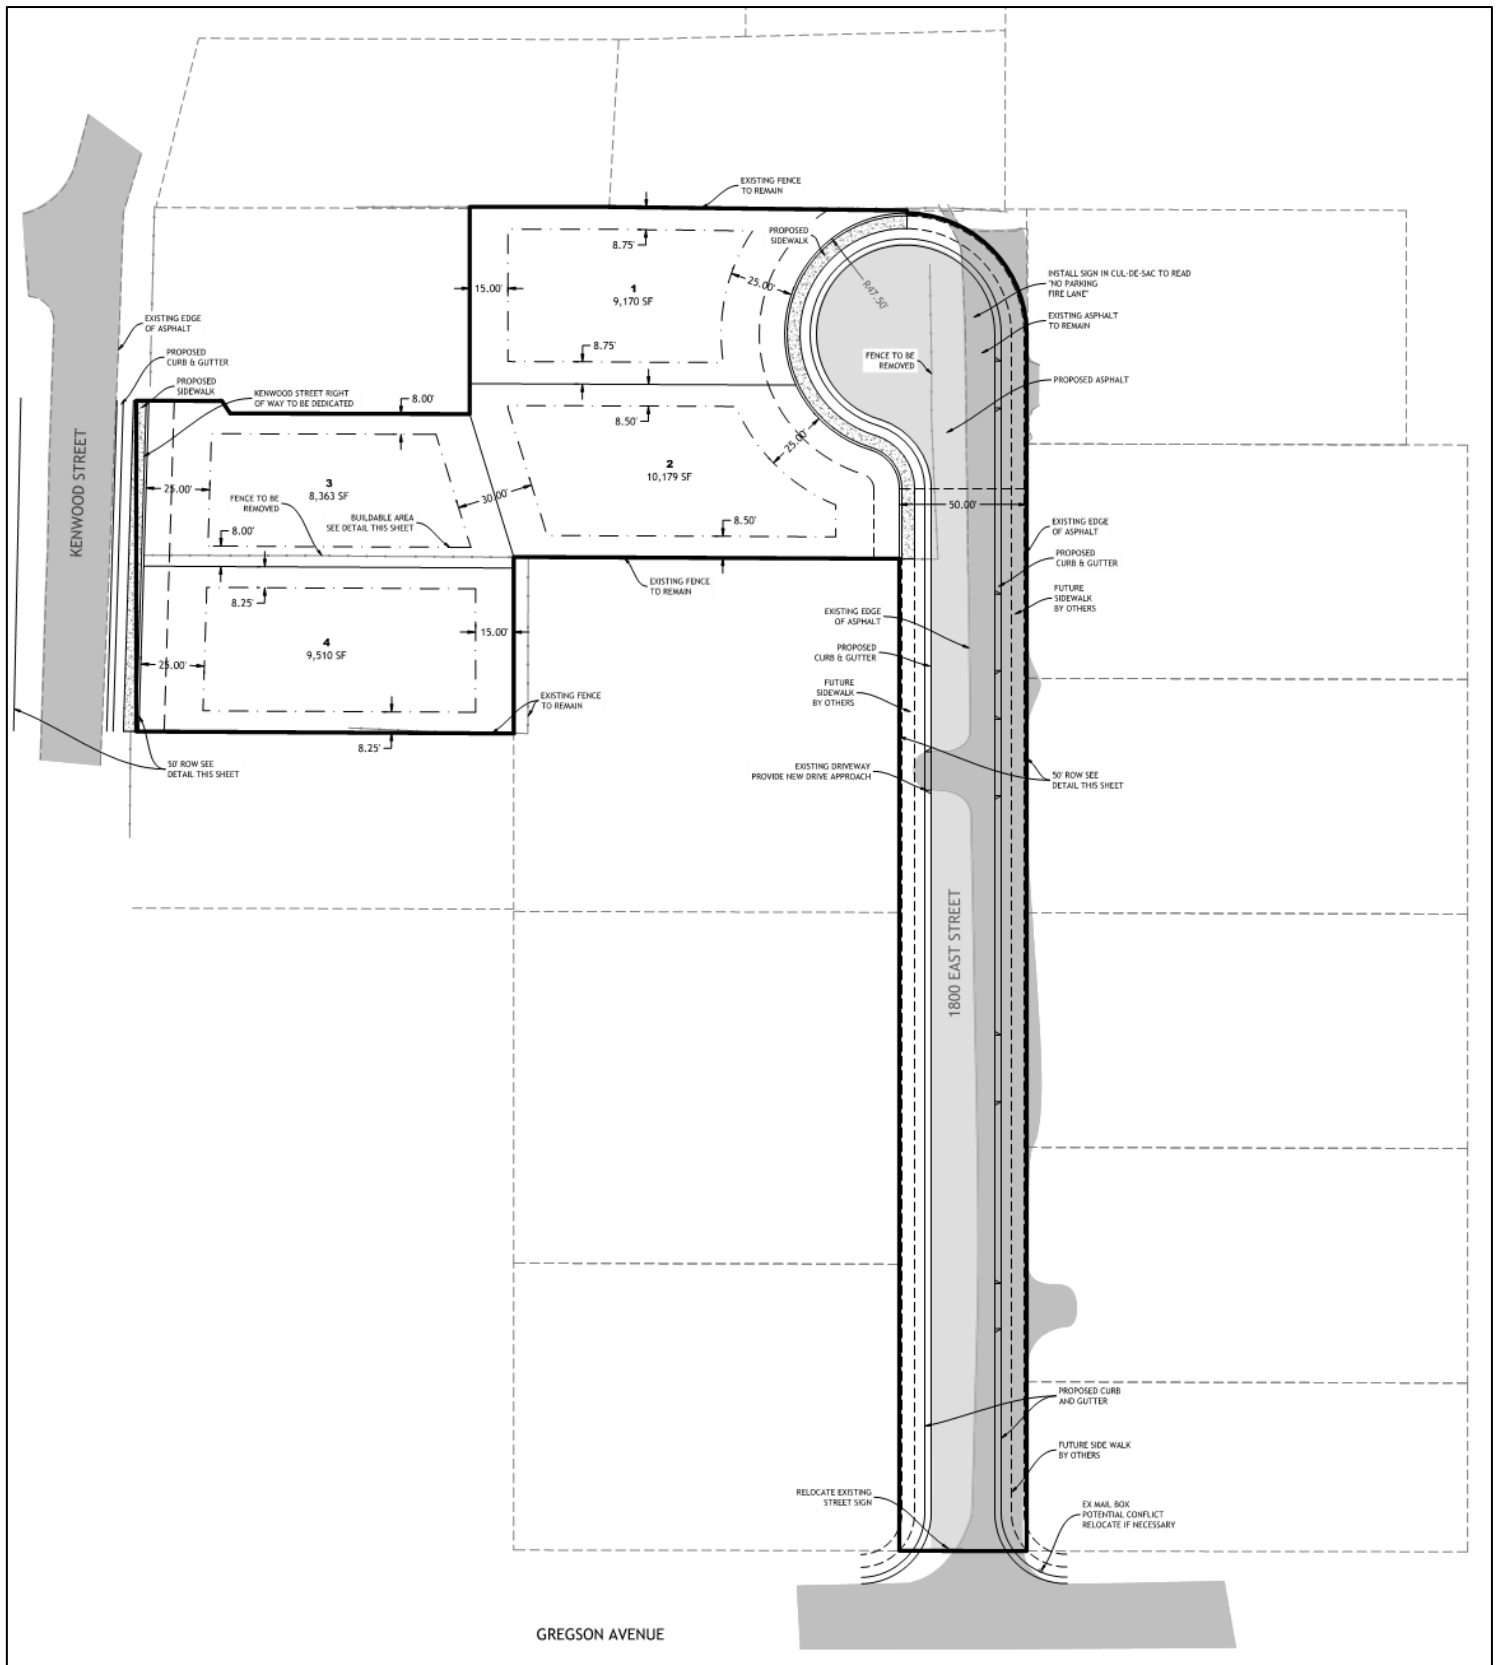 EXISTING FENCE
TO REMAIN
PROPOSED
SIDEWALK
8.75'
25.00'
R47.50'
15.00'
1
9,170 SF
8.75'
INSTALL SIGN IN CUL-DE-SAC TO READ
"NO PARKING
FIRE LANE"
EXISTING ASPHALT
TO REMAIN
FENCE TO BE
REMOVED
PROPOSED ASPHALT
EXISTING EDGE
OF ASPHALT
PROPOSED
CURB & GUTTER
PROPOSED
SIDEWALK
KENWOOD STREET RIGHT
OF WAY TO BE DEDICATED
8.00'
8.50'
25.00'
2
10,179 SF
KENWOOD STREET
25.00'
3
8,363 SF
30.00'
FENCE TO BE
REMOVED
BUILDABLE AREA
SEE DETAIL THIS SHEET
8.00'
8.50'
50.00'
EXISTING EDGE
OF ASPHALT
PROPOSED
CURB & GUTTER
EXISTING FENCE
TO REMAIN
FUTURE
SIDEWALK
BY OTHERS
8.25'
15.00'
4
9,510 SF
25.00'
EXISTING EDGE
OF ASPHALT
PROPOSED
CURB & GUTTER
FUTURE
SIDEWALK
BY OTHERS
EXISTING FENCE
TO REMAIN
8.25'
50' ROW SEE
DETAIL THIS SHEET
EXISTING DRIVEWAY
PROVIDE NEW DRIVE APPROACH
50' ROW SEE
DETAIL THIS SHEET
1800 EAST STREET
PROPOSED CURB
AND GUTTER
FUTURE SIDE WALK
BY OTHERS
RELOCATE EXISTING
STREET SIGN
EX MAIL BOX
POTENTIAL CONFLICT
RELOCATE IF NECESSARY
GREGSON AVENUE